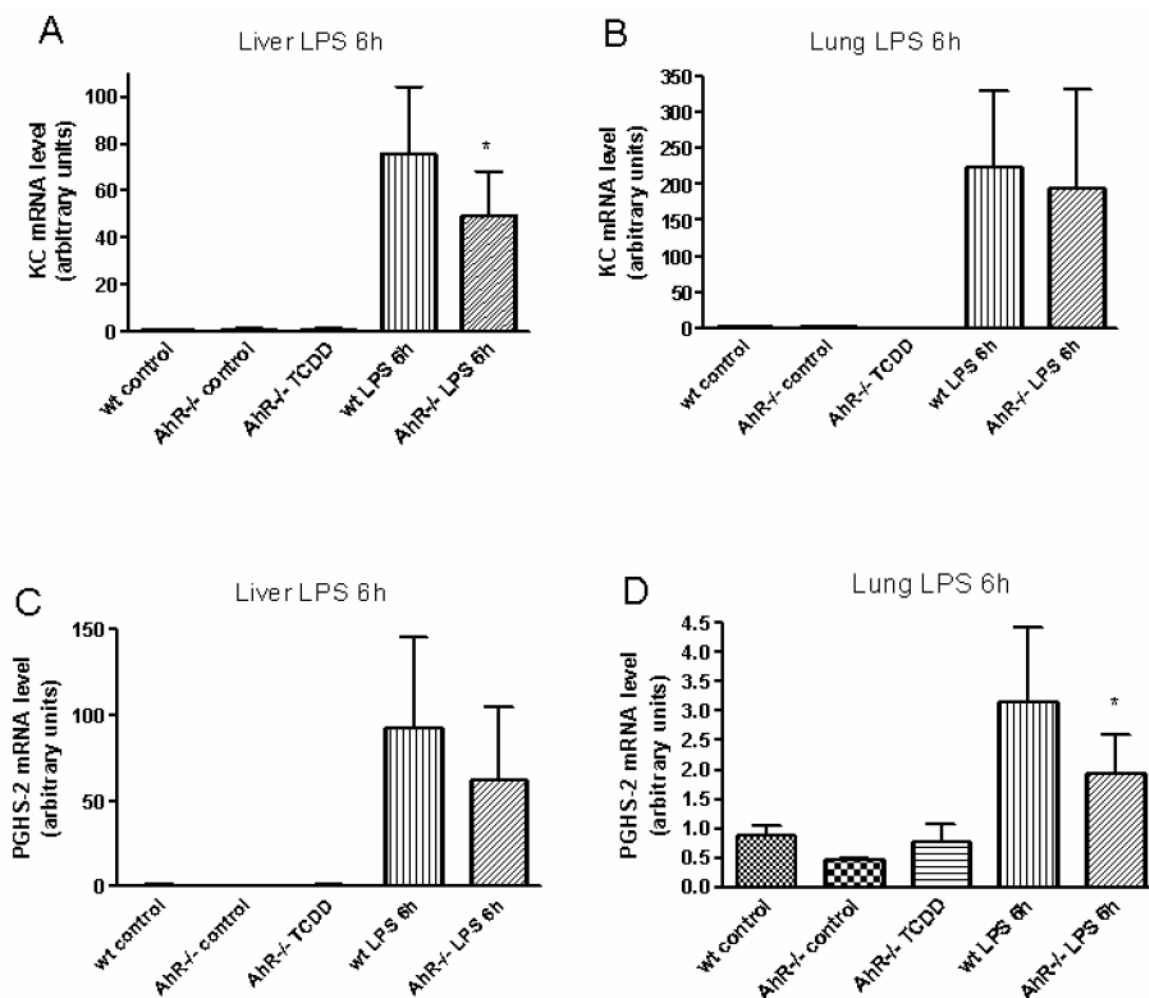 A
Liver LPS 6h
KC mRNA level
(arbitrary units)
100
80
60
40
20
0
*
wt control
AhR-/- control
AhR-/- TCDD
wt LPS 6h
AhR-/- LPS 6h
B
Lung LPS 6h
KC mRNA level
(arbitrary units)
350
300
250
200
150
100
50
0
wt control
AhR-/- control
AhR-/- TCDD
wt LPS 6h
AhR-/- LPS 6h
C
Liver LPS 6h
PGHS-2 mRNA level
(arbitrary units)
150
100
50
0
wt control
AhR-/- control
AhR-/- TCDD
wt LPS 6h
AhR-/- LPS 6h
D
Lung LPS 6h
PGHS-2 mRNA level
(arbitrary units)
4.5
4.0
3.5
3.0
2.5
2.0
1.5
1.0
0.5
0.0
*
wt control
AhR-/- control
AhR-/- TCDD
wt LPS 6h
AhR-/- LPS 6h